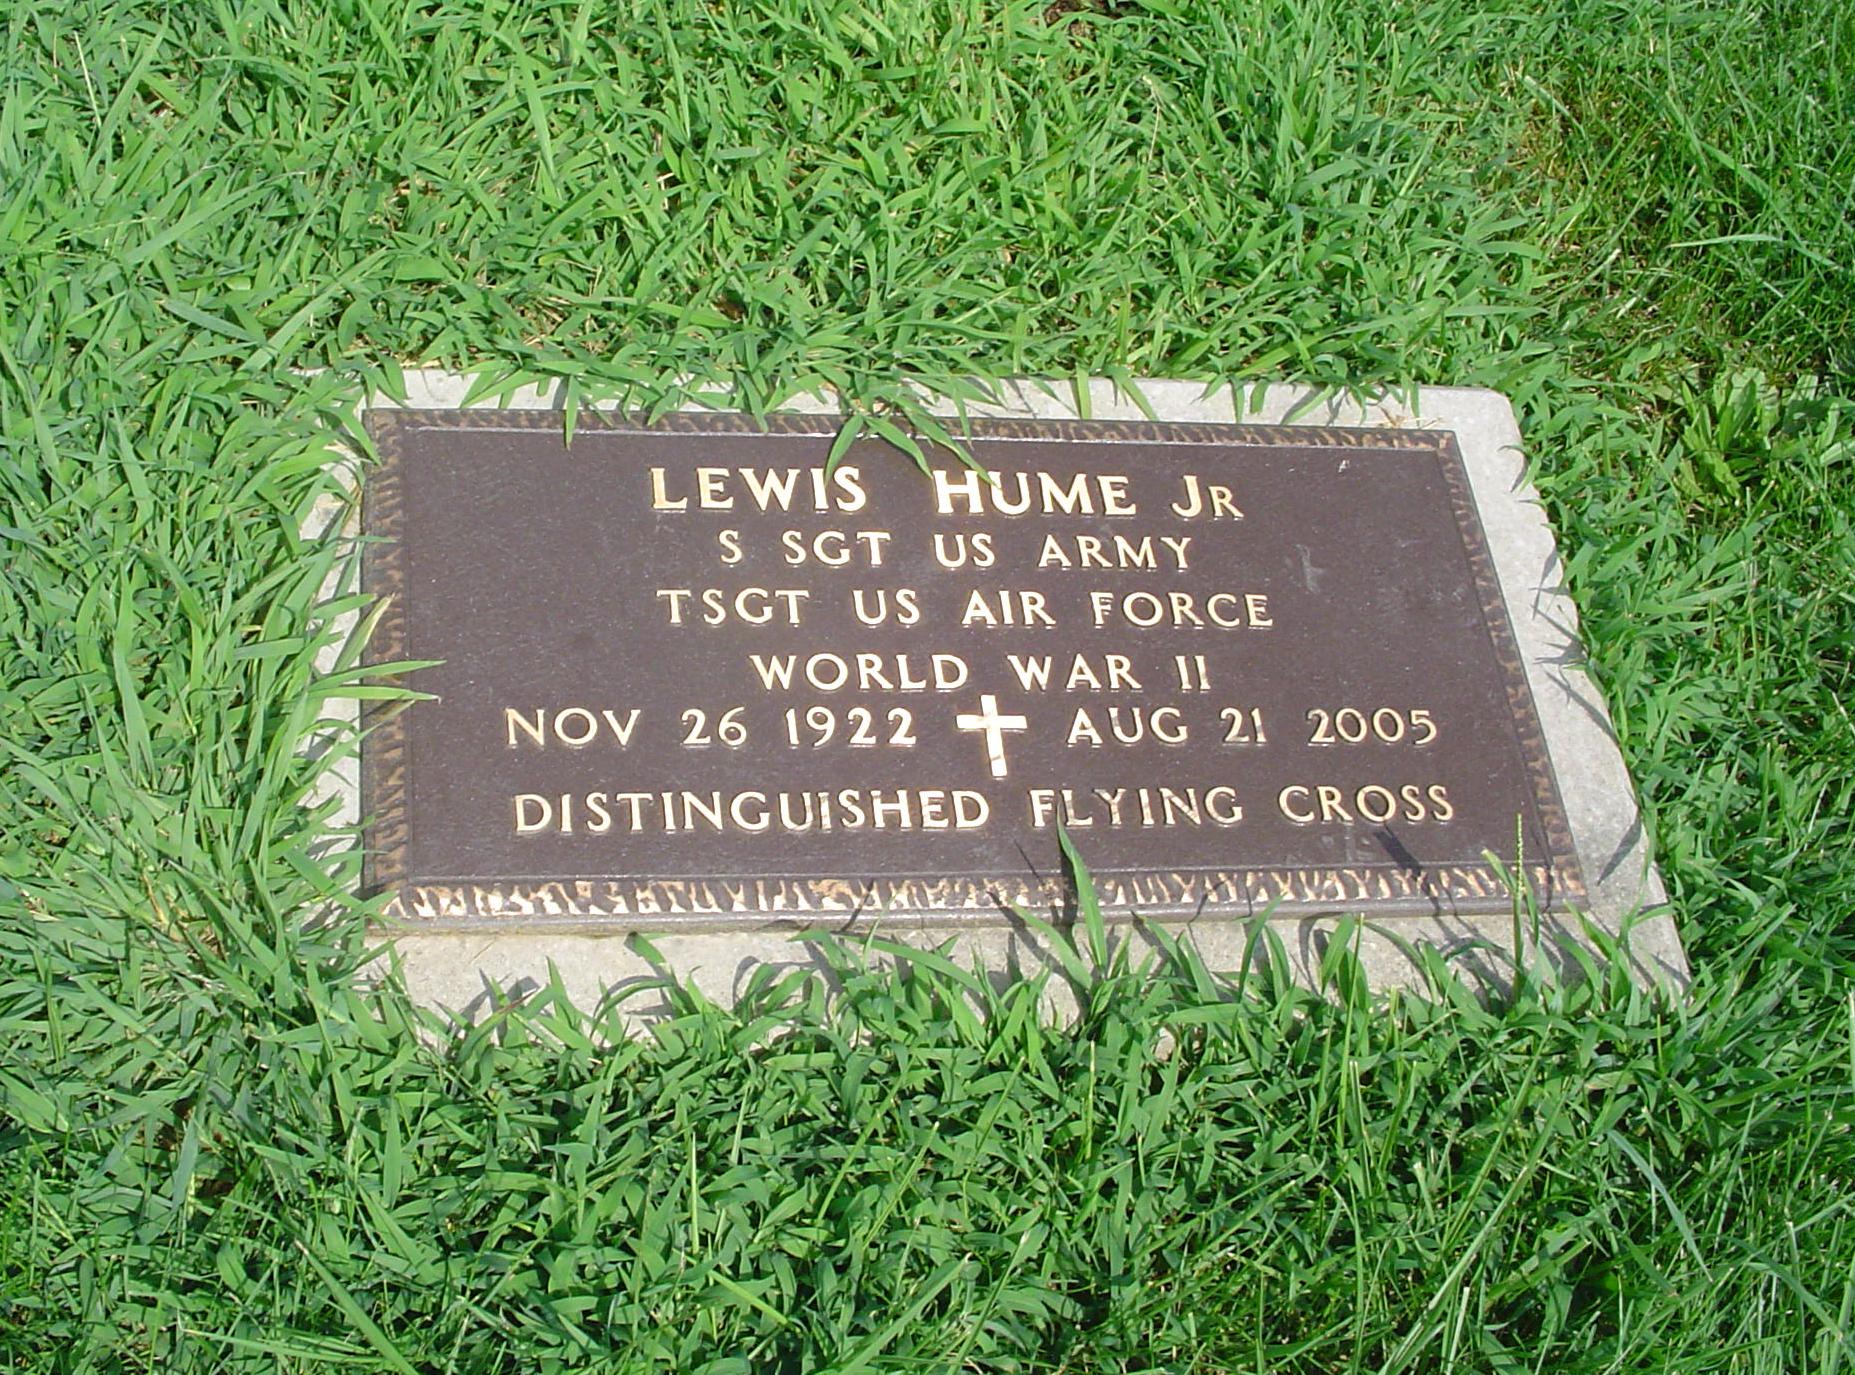 LEWIS HUME JR
S SGT US ARMY
TSGT US AIR FORCE
WORLD WAR II
NOV 26 1922 AUG 21 2005
DISTINGUISHED FLYING CROSS